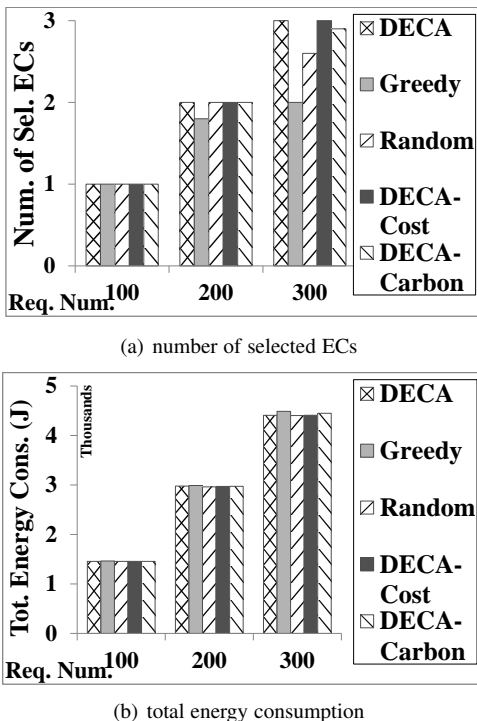 Num. of Sel. ECs
3
2
1
0
Req. Num.
100
200
300
DECA
Greedy
Random
DECA-
Cost
DECA-
Carbon
(a) number of selected ECs
Tot. Energy Cons. (J)
Thousands
5
4
3
2
1
0
Req. Num.
100
200
300
DECA
Greedy
Random
DECA-
Cost
DECA-
Carbon
(b) total energy consumption